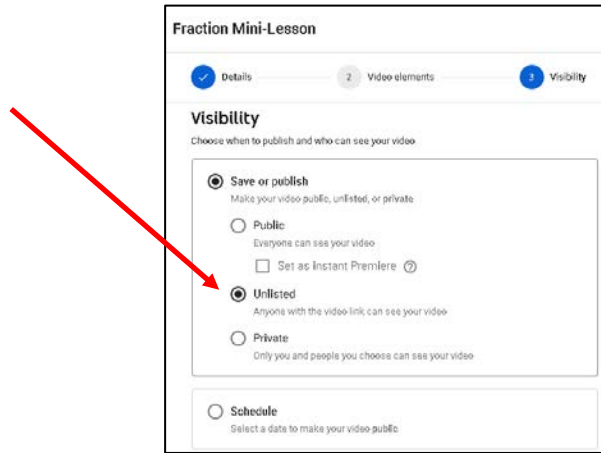 Fraction Mini-Lesson
Details 2 Video elements 3 Visibility
Visibility
Choose when to publish and who can see your video
Save or publish
Make your video public, unlisted, or private
Public
Everyone can see your video
Set as Instant Premiere ?
Unlisted
Anyone with the video link can see your video
Private
Only you and people you choose can see your video
Schedule
Select a date to make your video public